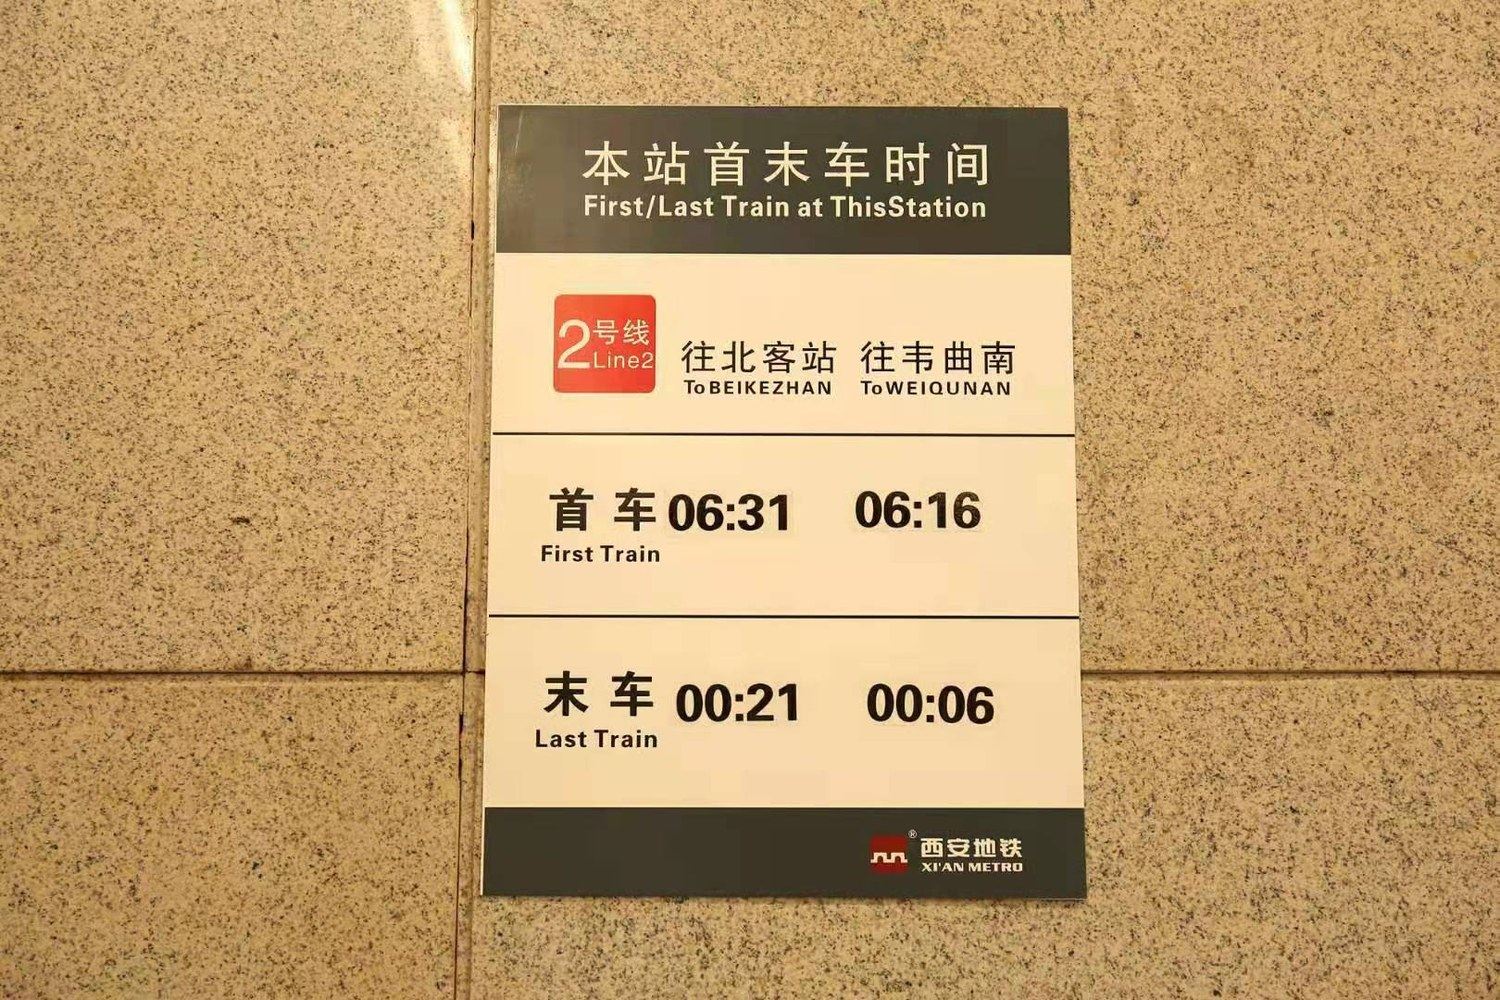 本站首末车时间
First/Last Train at ThisStation
2号线
Line2
往北客站 往韦曲南
ToBEIKEZHAN ToWEIQUNAN
首车 06:31 06:16
First Train
末车 00:21 00:06
Last Train
® 西安地铁
XI'AN METRO